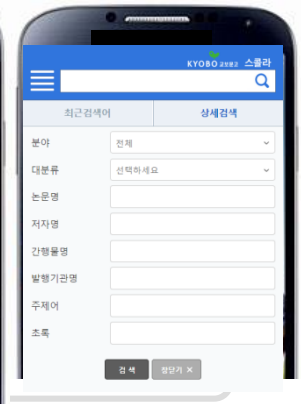 KYOBO 교보문고 스콜라
최근검색어 상세검색
분야 전체
대분류 선택하세요
논문명
저자명
간행물명
발행기관명
주제어
초록
검색 창닫기 ×